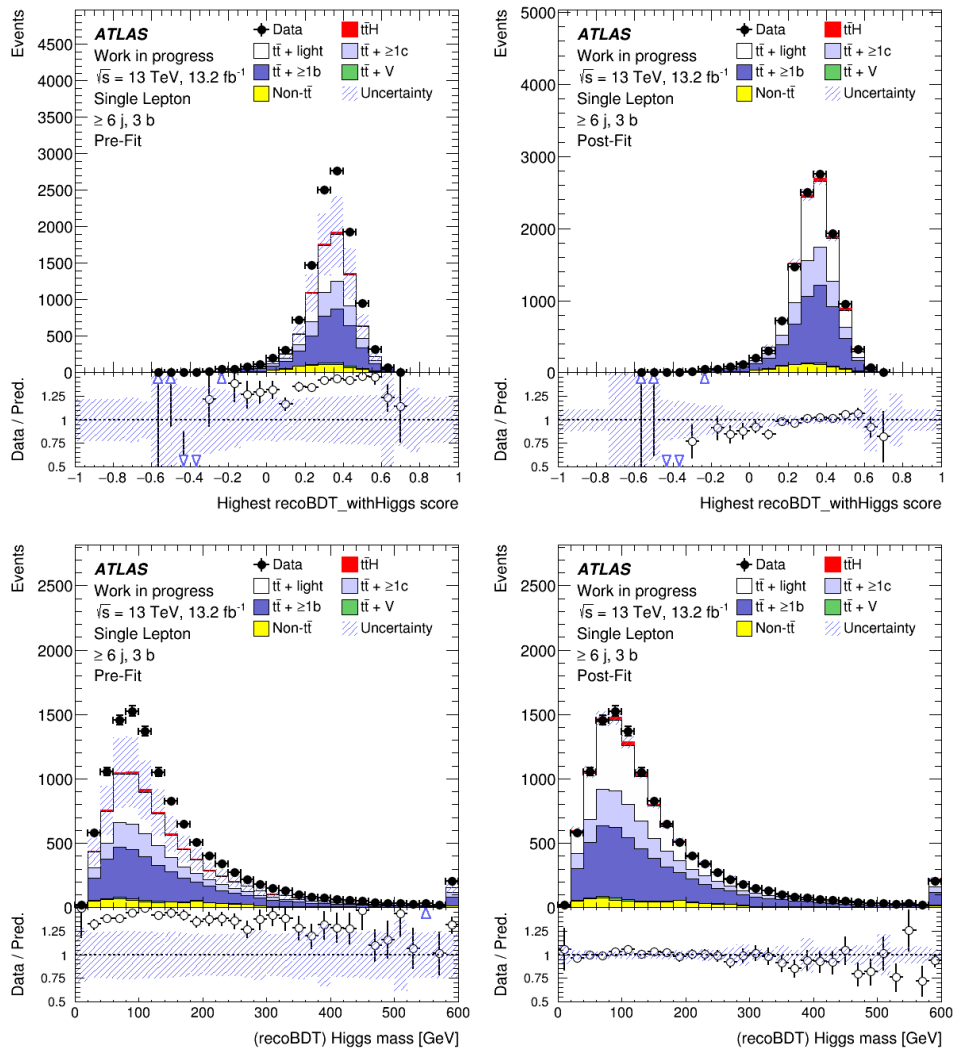 Events
5000
4500
4000
3500
3000
2500
2000
1500
1000
500
0
ATLAS
Work in progress
√s = 13 TeV, 13.2 fb⁻¹
Single Lepton
≥ 6 j, 3 b
Pre-Fit
Data
tt̄H
tt̄ + light
tt̄ + ≥1c
tt̄ + ≥1b
tt̄ + V
Non-tt̄
Uncertainty
Data / Pred.
1.25
1
0.75
0.5
−1 −0.8 −0.6 −0.4 −0.2 0 0.2 0.4 0.6 0.8 1
Highest recoBDT_withHiggs score
Events
5000
4000
3000
2000
1000
0
ATLAS
Work in progress
√s = 13 TeV, 13.2 fb⁻¹
Single Lepton
≥ 6 j, 3 b
Post-Fit
Data
tt̄H
tt̄ + light
tt̄ + ≥1c
tt̄ + ≥1b
tt̄ + V
Non-tt̄
Uncertainty
Data / Pred.
1.25
1
0.75
0.5
−1 −0.8 −0.6 −0.4 −0.2 0 0.2 0.4 0.6 0.8 1
Highest recoBDT_withHiggs score
Events
2500
2000
1500
1000
500
0
ATLAS
Work in progress
√s = 13 TeV, 13.2 fb⁻¹
Single Lepton
≥ 6 j, 3 b
Pre-Fit
Data
tt̄H
tt̄ + light
tt̄ + ≥1c
tt̄ + ≥1b
tt̄ + V
Non-tt̄
Uncertainty
Data / Pred.
1.25
1
0.75
0.5
0 100 200 300 400 500 600
(recoBDT) Higgs mass [GeV]
Events
2500
2000
1500
1000
500
0
ATLAS
Work in progress
√s = 13 TeV, 13.2 fb⁻¹
Single Lepton
≥ 6 j, 3 b
Post-Fit
Data
tt̄H
tt̄ + light
tt̄ + ≥1c
tt̄ + ≥1b
tt̄ + V
Non-tt̄
Uncertainty
Data / Pred.
1.25
1
0.75
0.5
0 100 200 300 400 500 600
(recoBDT) Higgs mass [GeV]